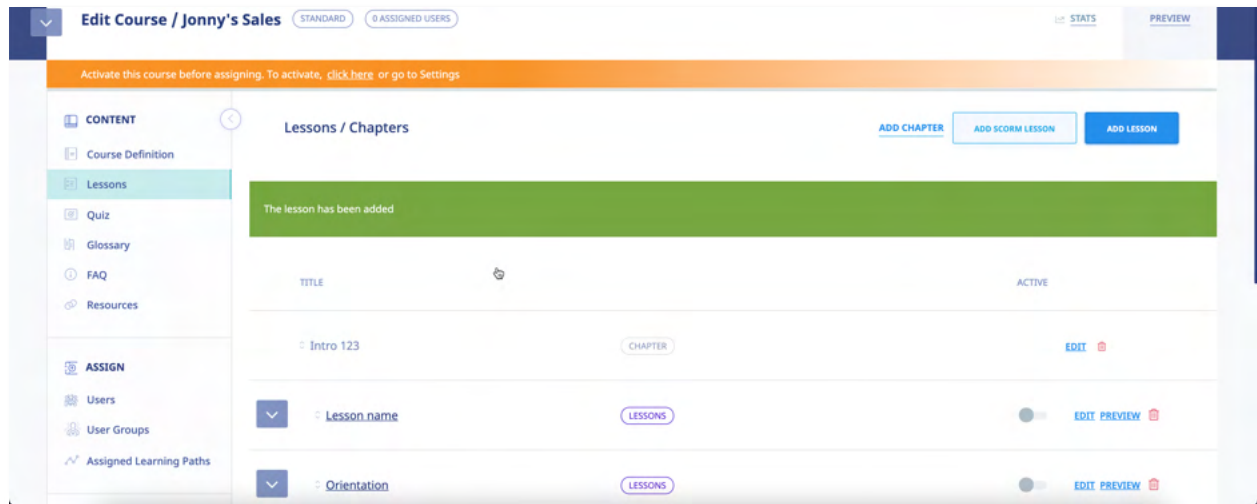 Edit Course / Jonny's Sales STANDARD 0 ASSIGNED USERS STATS PREVIEW
Activate this course before assigning. To activate, click here or go to Settings
CONTENT
Course Definition
Lessons
Quiz
Glossary
FAQ
Resources
ASSIGN
Users
User Groups
Assigned Learning Paths
Lessons / Chapters ADD CHAPTER ADD SCORM LESSON ADD LESSON
The lesson has been added
TITLE ACTIVE
Intro 123 CHAPTER EDIT
Lesson name LESSONS EDIT PREVIEW
Orientation LESSONS EDIT PREVIEW